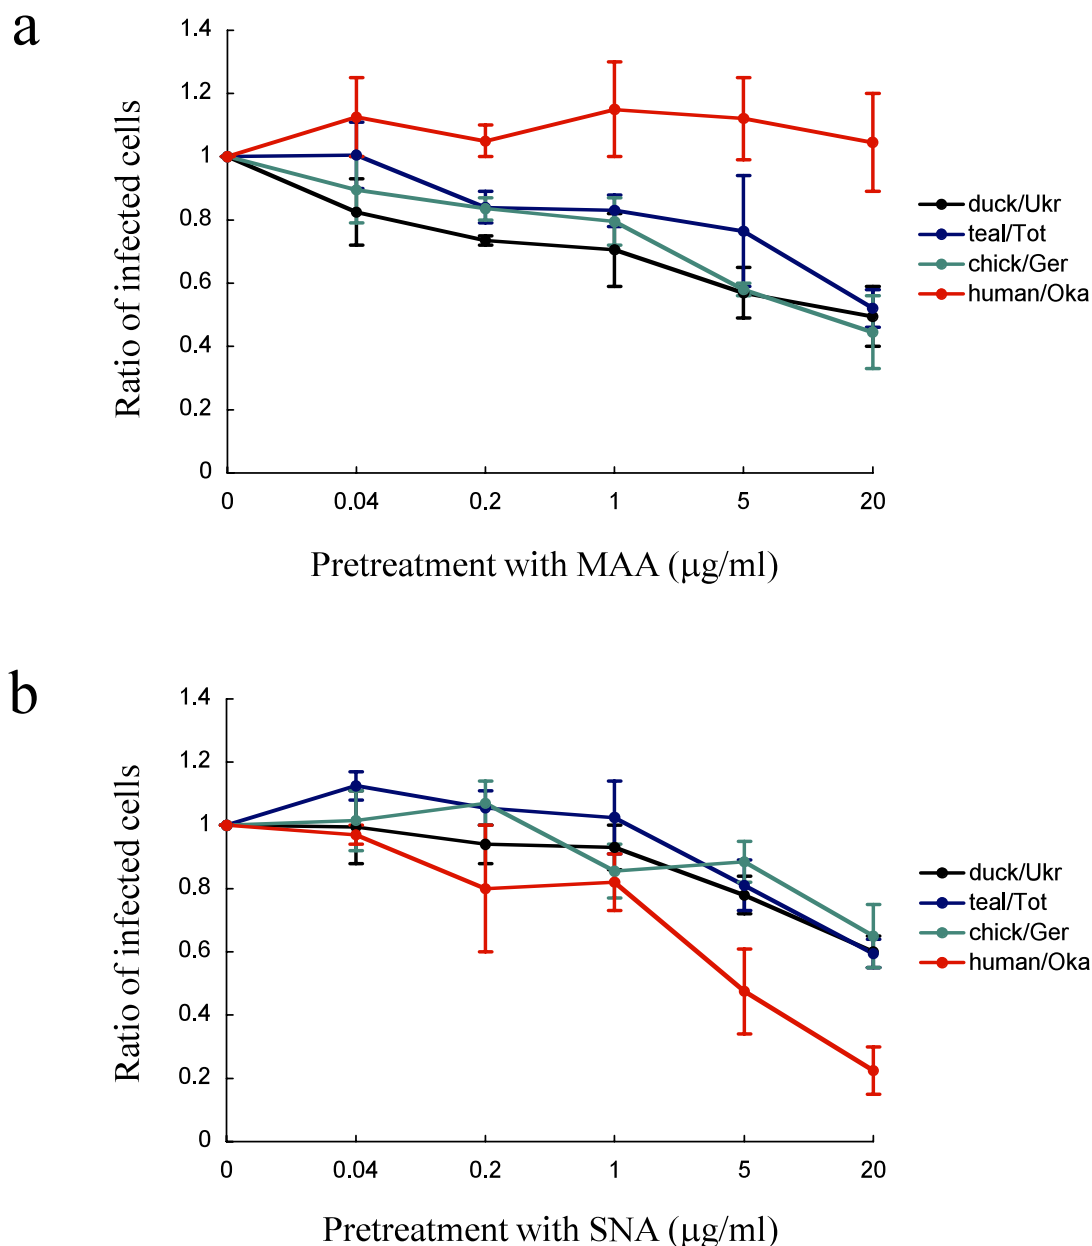 a
1.4
1.2
1
0.8
0.6
0.4
0.2
0
Ratio of infected cells
0 0.04 0.2 1 5 20
Pretreatment with MAA (μg/ml)
duck/Ukr
teal/Tot
chick/Ger
human/Oka
b
1.4
1.2
1
0.8
0.6
0.4
0.2
0
Ratio of infected cells
0 0.04 0.2 1 5 20
Pretreatment with SNA (μg/ml)
duck/Ukr
teal/Tot
chick/Ger
human/Oka